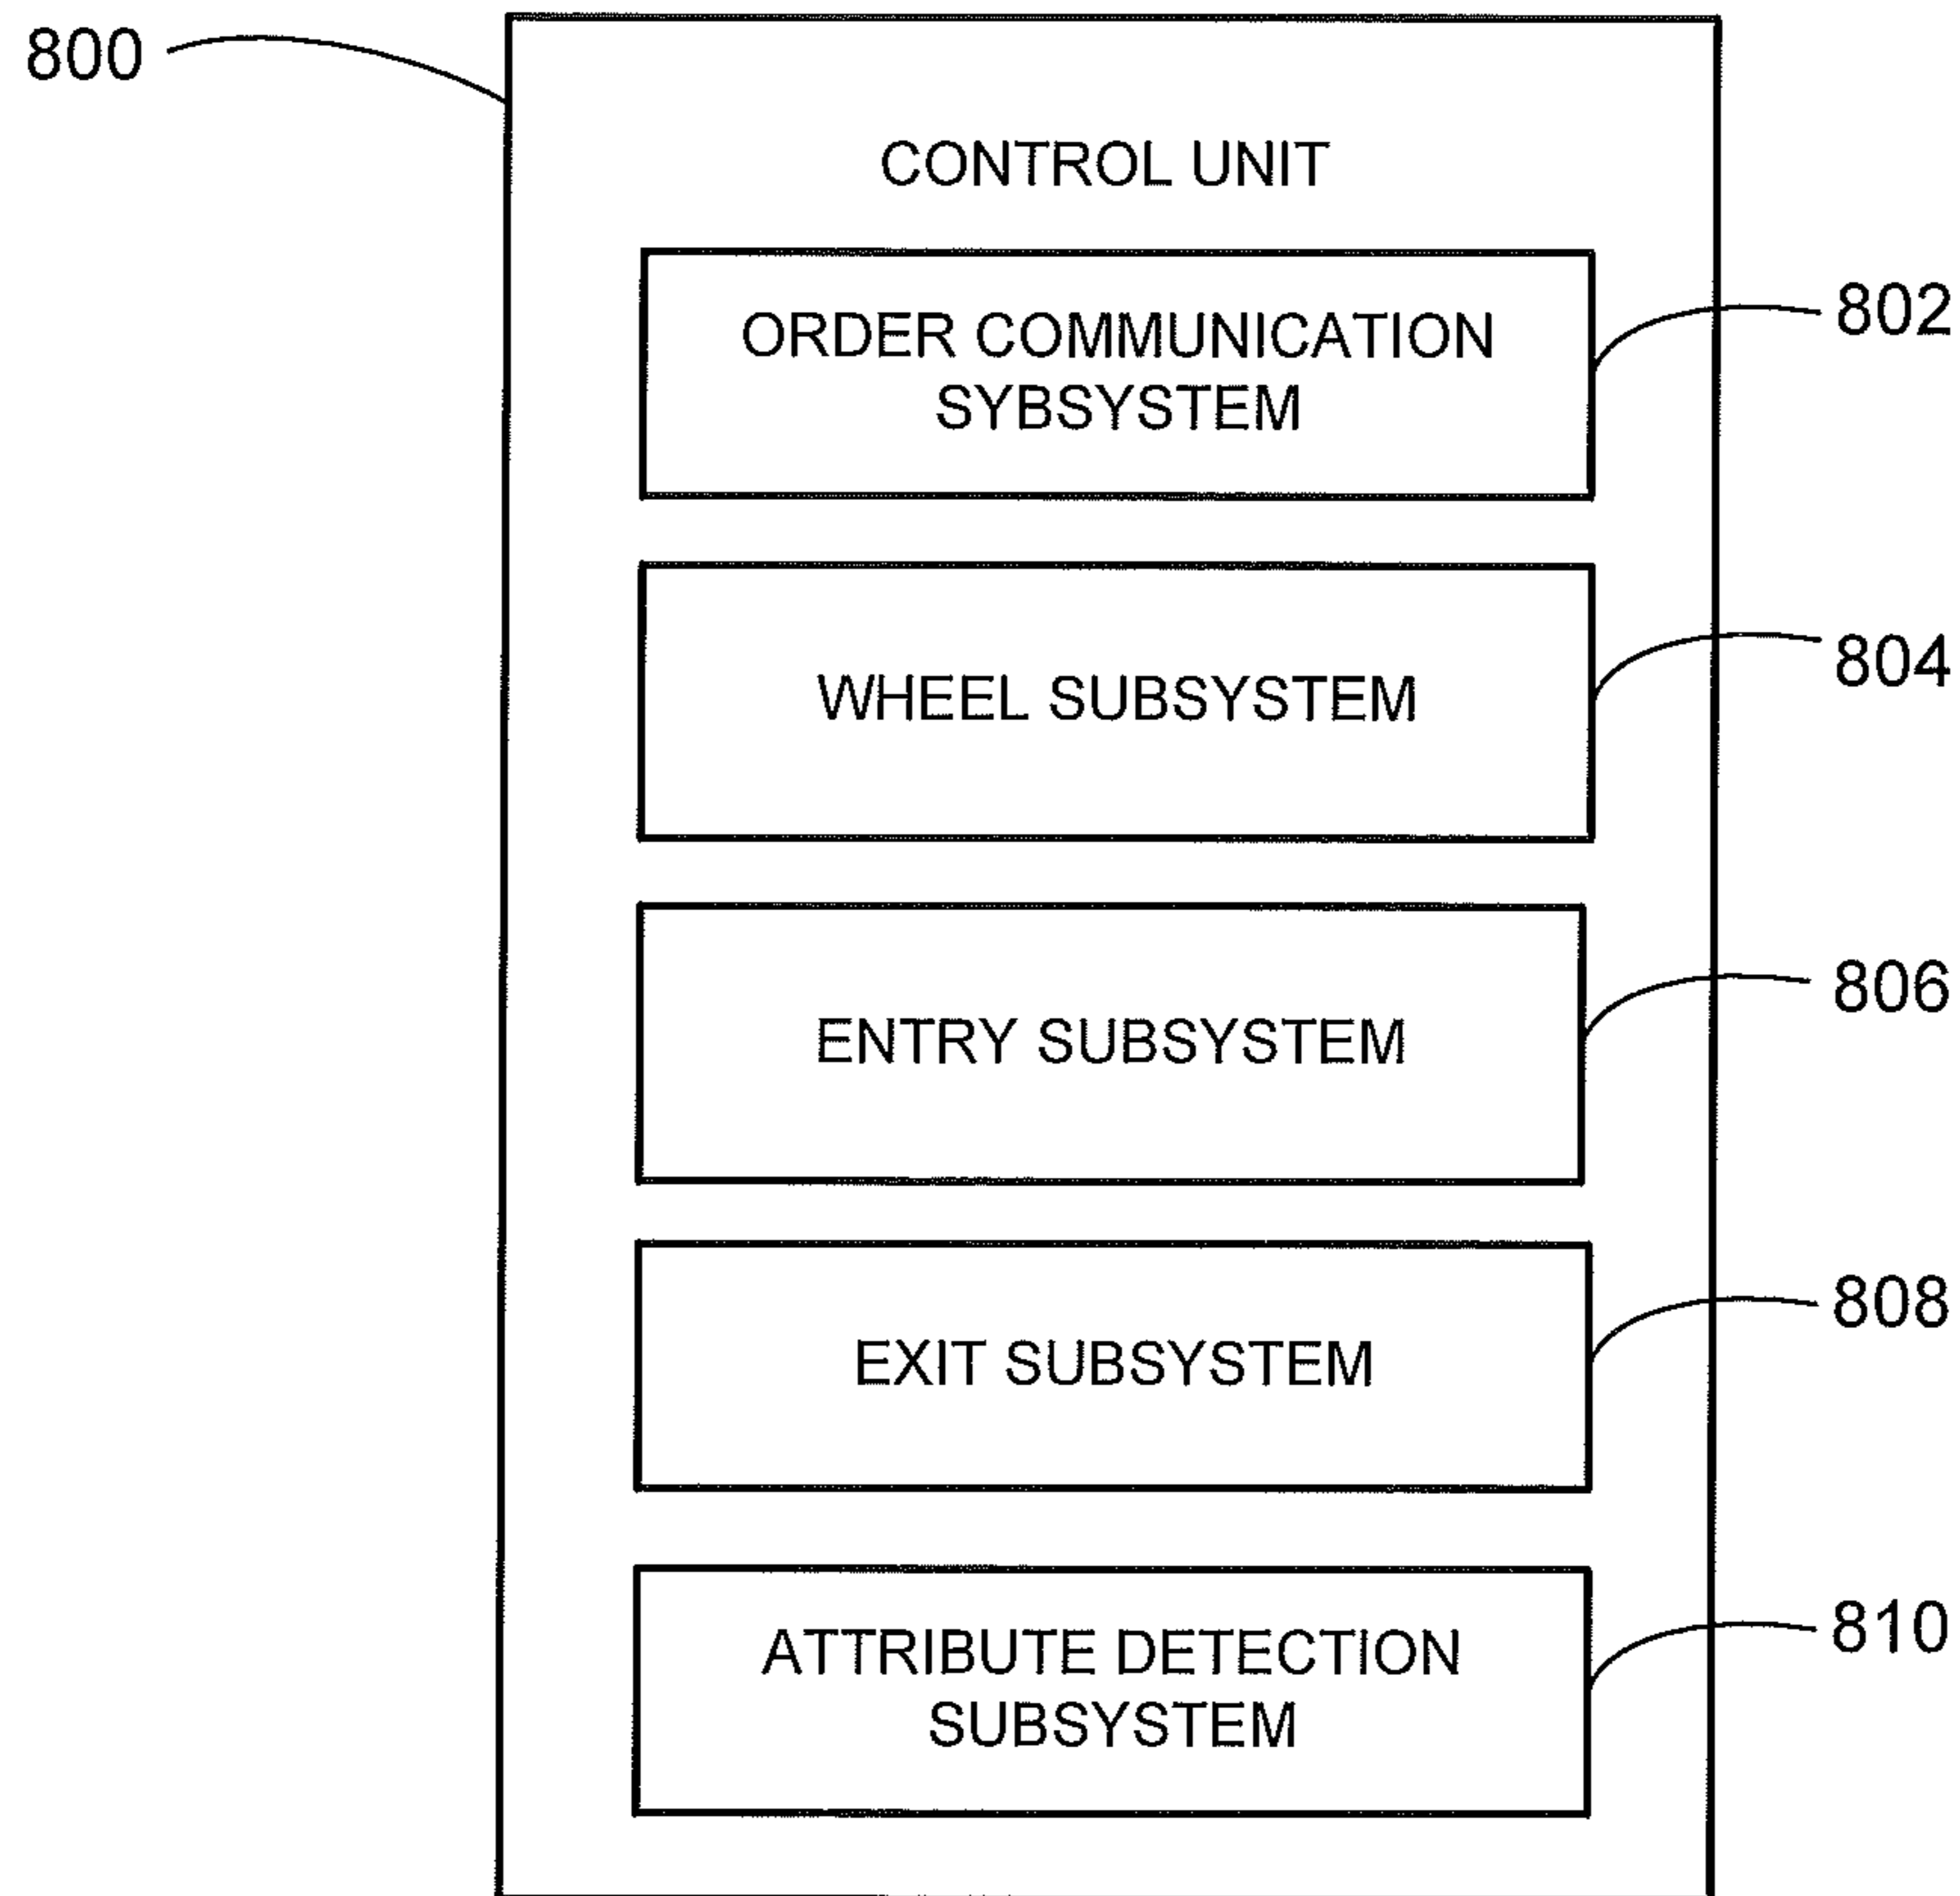 800
CONTROL UNIT
ORDER COMMUNICATION
SYBSYSTEM
802
WHEEL SUBSYSTEM
804
ENTRY SUBSYSTEM
806
EXIT SUBSYSTEM
808
ATTRIBUTE DETECTION
SUBSYSTEM
810